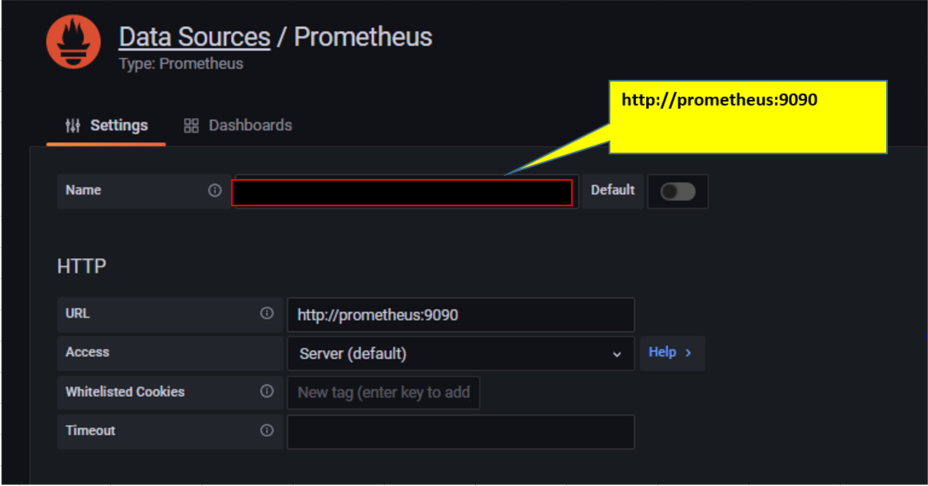 Data Sources / Prometheus
Type: Prometheus
http://prometheus:9090
Settings Dashboards
Name Default
HTTP
URL http://prometheus:9090
Access Server (default) Help >
Whitelisted Cookies New tag (enter key to add
Timeout